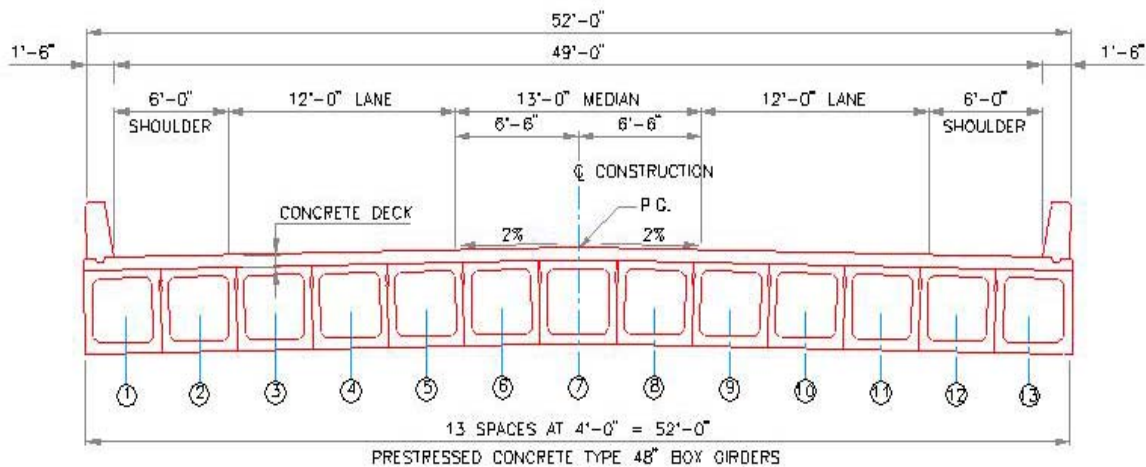 52'-0"
1'-6" 49'-0" 1'-6"
6'-0" 12'-0" LANE 13'-0" MEDIAN 12'-0" LANE 6'-0"
SHOULDER 6'-6" 6'-6" SHOULDER
℄ CONSTRUCTION
CONCRETE DECK P.G.
2% 2%
1 2 3 4 5 6 7 8 9 10 11 12 13
13 SPACES AT 4'-0" = 52'-0"
PRESTRESSED CONCRETE TYPE 48" BOX GIRDERS